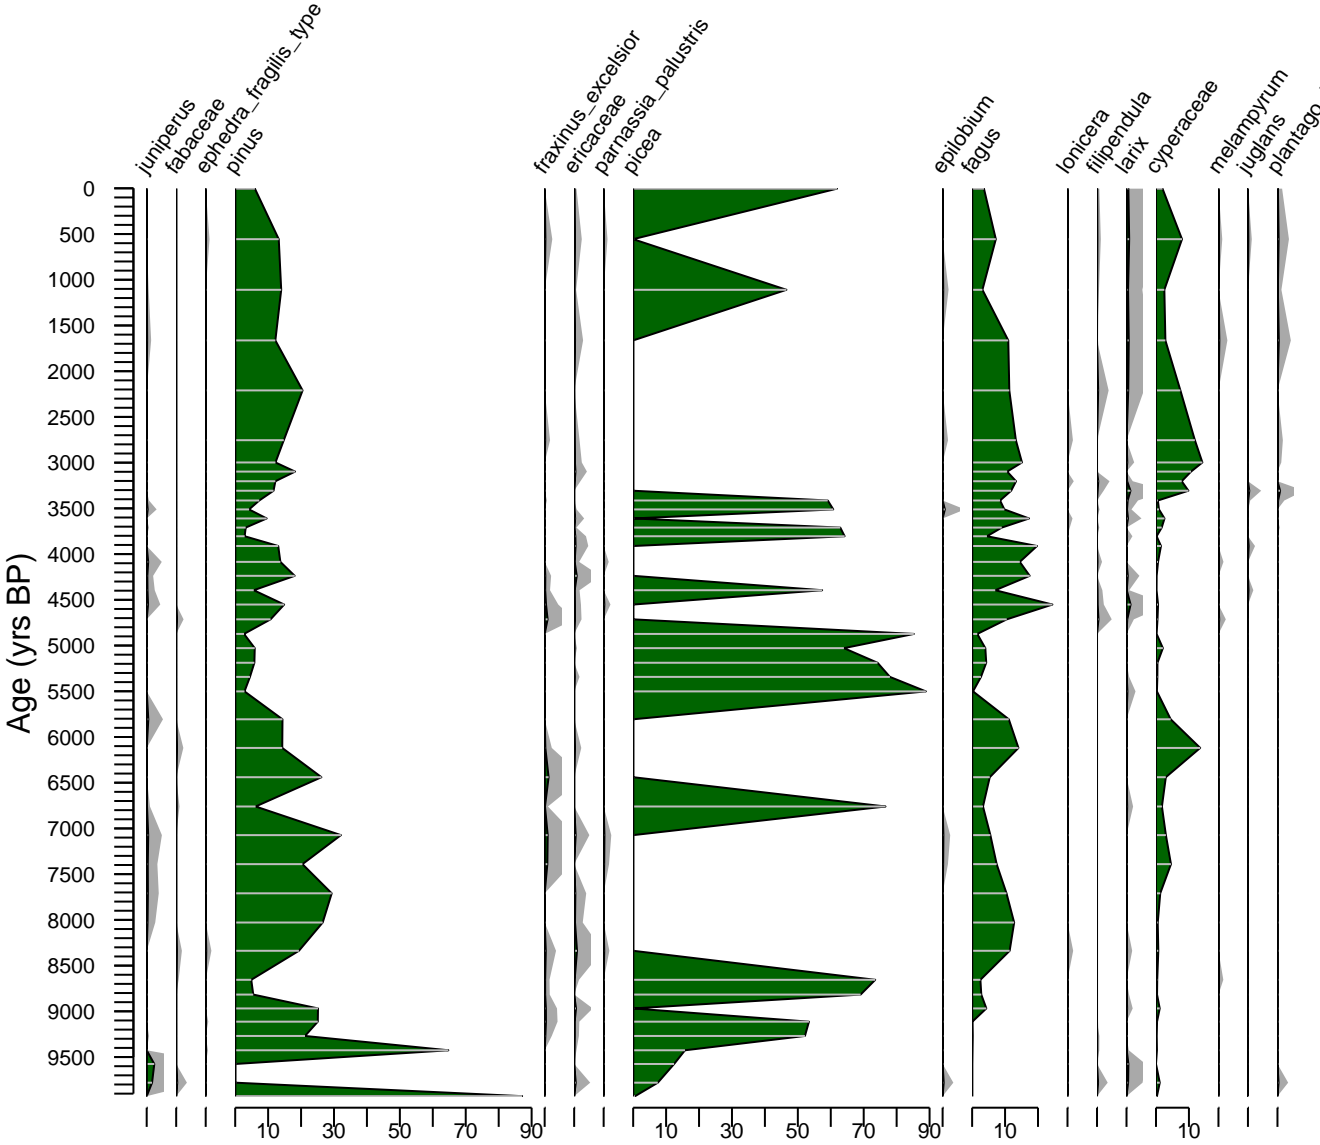 juniperus
fabaceae
ephedra_fragilis_type
pinus
fraxinus_excelsior
ericaceae
parnassia_palustris
picea
epilobium
fagus
lonicera
filipendula
larix
cyperaceae
melampyrum
juglans
plantago_
Age (yrs BP)
0
500
1000
1500
2000
2500
3000
3500
4000
4500
5000
5500
6000
6500
7000
7500
8000
8500
9000
9500
10 30 50 70 90 10 30 50 70 90 10 10